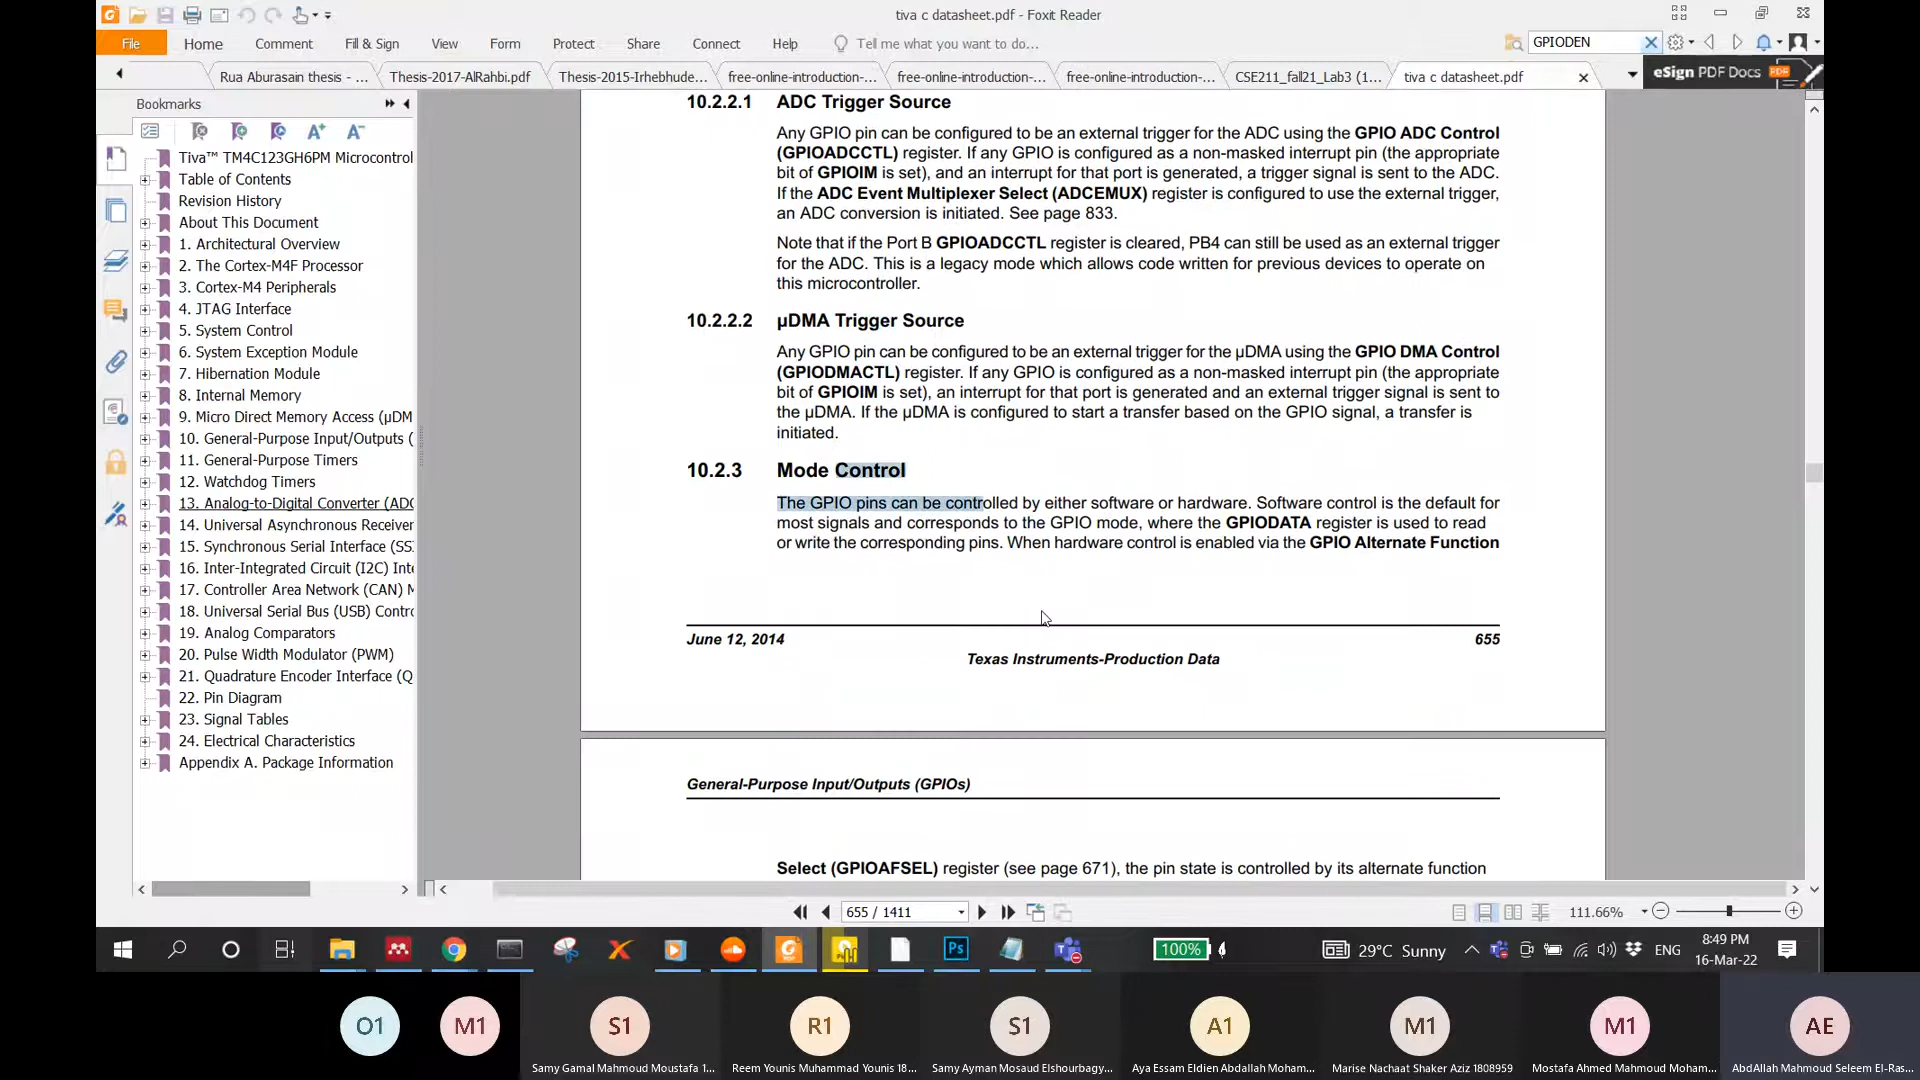 tiva c datasheet.pdf - Foxit Reader
File Home Comment Fill & Sign View Form Protect Share Connect Help Tell me what you want to do... GPIODEN
Rua Aburasain thesis - ... Thesis-2017-AlRahbi.pdf Thesis-2015-Irhebhude... free-online-introduction-... free-online-introduction-... free-online-introduction-... CSE211_fall21_Lab3 (1... tiva c datasheet.pdf eSign PDF Docs
Bookmarks
Tiva™ TM4C123GH6PM Microcontrol
Table of Contents
Revision History
About This Document
1. Architectural Overview
2. The Cortex-M4F Processor
3. Cortex-M4 Peripherals
4. JTAG Interface
5. System Control
6. System Exception Module
7. Hibernation Module
8. Internal Memory
9. Micro Direct Memory Access (µDM
10. General-Purpose Input/Outputs (
11. General-Purpose Timers
12. Watchdog Timers
13. Analog-to-Digital Converter (ADC
14. Universal Asynchronous Receiver
15. Synchronous Serial Interface (SS
16. Inter-Integrated Circuit (I2C) Inte
17. Controller Area Network (CAN) M
18. Universal Serial Bus (USB) Contro
19. Analog Comparators
20. Pulse Width Modulator (PWM)
21. Quadrature Encoder Interface (Q
22. Pin Diagram
23. Signal Tables
24. Electrical Characteristics
Appendix A. Package Information
10.2.2.1 ADC Trigger Source
Any GPIO pin can be configured to be an external trigger for the ADC using the GPIO ADC Control
(GPIOADCCTL) register. If any GPIO is configured as a non-masked interrupt pin (the appropriate
bit of GPIOIM is set), and an interrupt for that port is generated, a trigger signal is sent to the ADC.
If the ADC Event Multiplexer Select (ADCEMUX) register is configured to use the external trigger,
an ADC conversion is initiated. See page 833.
Note that if the Port B GPIOADCCTL register is cleared, PB4 can still be used as an external trigger
for the ADC. This is a legacy mode which allows code written for previous devices to operate on
this microcontroller.
10.2.2.2 µDMA Trigger Source
Any GPIO pin can be configured to be an external trigger for the µDMA using the GPIO DMA Control
(GPIODMACTL) register. If any GPIO is configured as a non-masked interrupt pin (the appropriate
bit of GPIOIM is set), an interrupt for that port is generated and an external trigger signal is sent to
the µDMA. If the µDMA is configured to start a transfer based on the GPIO signal, a transfer is
initiated.
10.2.3 Mode Control
The GPIO pins can be controlled by either software or hardware. Software control is the default for
most signals and corresponds to the GPIO mode, where the GPIODATA register is used to read
or write the corresponding pins. When hardware control is enabled via the GPIO Alternate Function
June 12, 2014 655
Texas Instruments-Production Data
General-Purpose Input/Outputs (GPIOs)
Select (GPIOAFSEL) register (see page 671), the pin state is controlled by its alternate function
655 / 1411 111.66%
100% 29°C Sunny ENG 8:49 PM
16-Mar-22
O1 M1 S1 R1 S1 A1 M1 M1 AE
Samy Gamal Mahmoud Moustafa 1... Reem Younis Muhammad Younis 18... Samy Ayman Mosaud Elshourbagy... Aya Essam Eldien Abdallah Moham... Marise Nachaat Shaker Aziz 1808959 Mostafa Ahmed Mahmoud Moham... AbdAllah Mahmoud Seleem El-Ras...